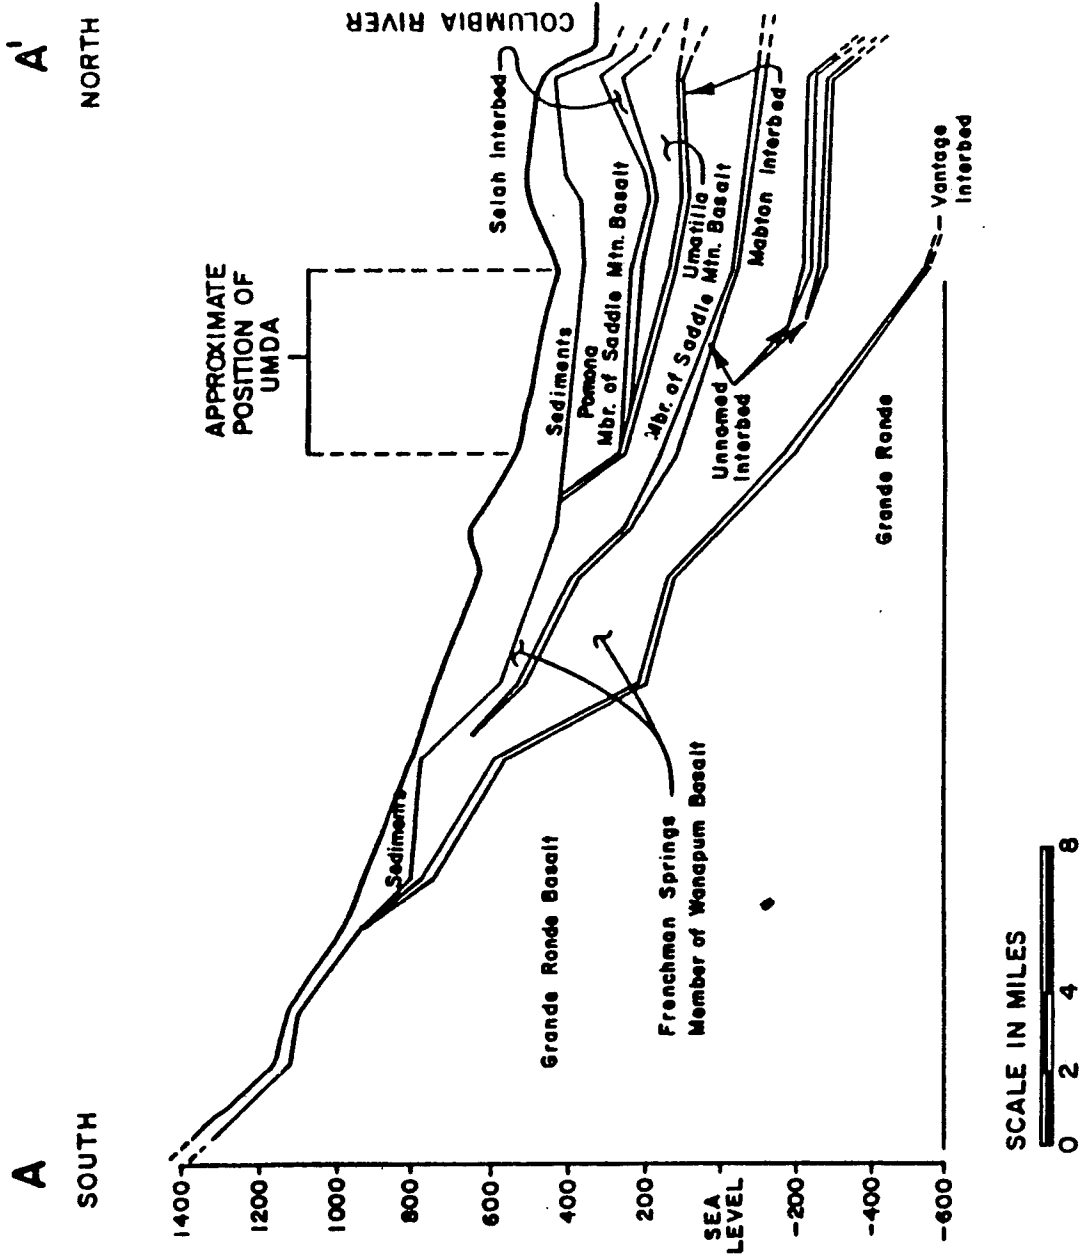 A
SOUTH
A'
NORTH
APPROXIMATE
POSITION OF
UMDA
COLUMBIA RIVER
Selah Interbed
Sediments
Pomona
Mbr. of Saddle Mtn. Basalt
Umatilla
Mbr. of Saddle Mtn. Basalt
Mabton Interbed
Unnamed
Interbed
Vantage
Interbed
Sediments
Grande Ronde
Grande Ronde Basalt
Frenchman Springs
Member of Wanapum Basalt
1400
1200
1000
800
600
400
200
SEA
LEVEL
-200
-400
-600
SCALE IN MILES
0 2 4 8